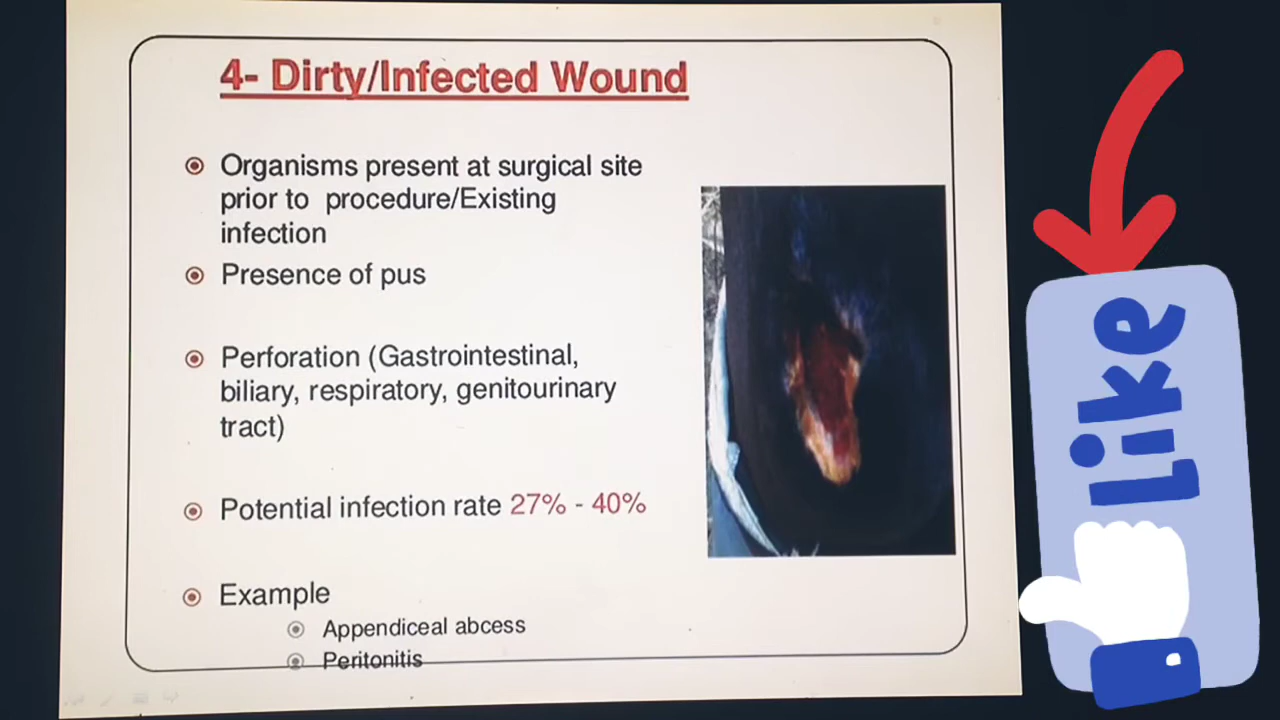 4- Dirty/Infected Wound
Organisms present at surgical site
prior to procedure/Existing
infection
Presence of pus
Perforation (Gastrointestinal,
biliary, respiratory, genitourinary
tract)
Potential infection rate 27% - 40%
Example
Appendiceal abcess
Peritonitis
like